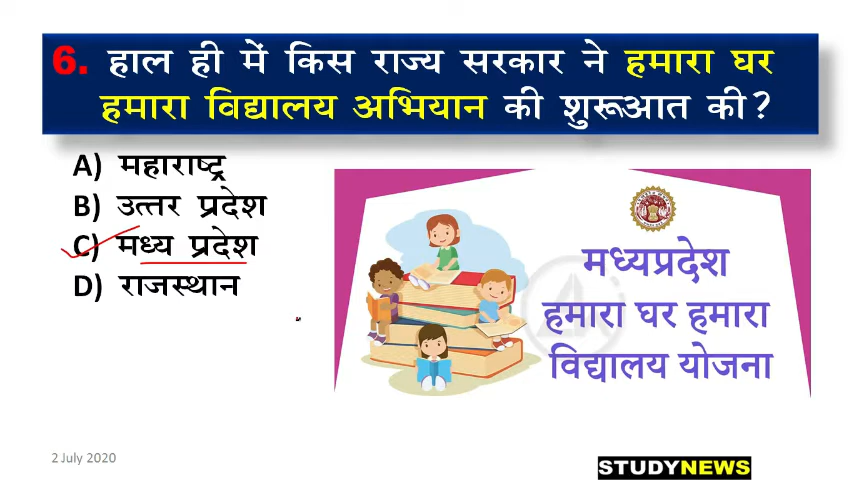 6. हाल ही में किस राज्य सरकार ने हमारा घर
हमारा विद्यालय अभियान की शुरूआत की?
A) महाराष्ट्र
B) उत्तर प्रदेश
C) मध्य प्रदेश
D) राजस्थान
मध्यप्रदेश
हमारा घर हमारा
विद्यालय योजना
2 July 2020
STUDYNEWS